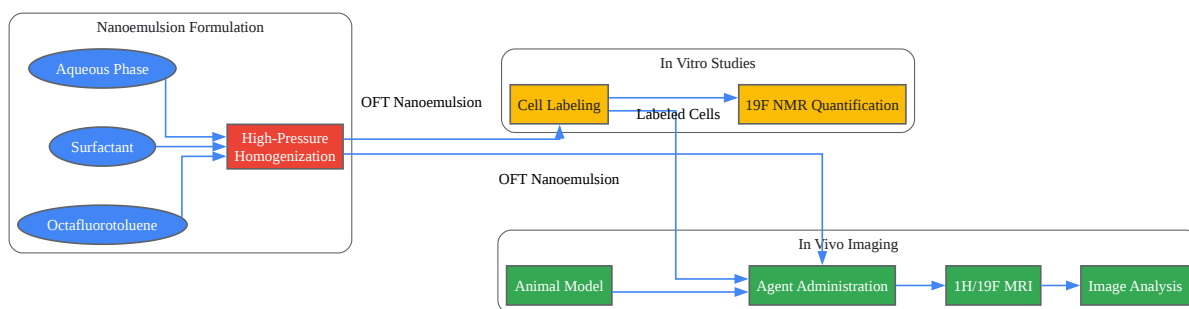 Nanoemulsion Formulation
Aqueous Phase
Surfactant
Octafluorotoluene
High-Pressure
Homogenization
OFT Nanoemulsion
In Vitro Studies
Cell Labeling
Labeled Cells
19F NMR Quantification
OFT Nanoemulsion
In Vivo Imaging
Animal Model
Agent Administration
1H/19F MRI
Image Analysis